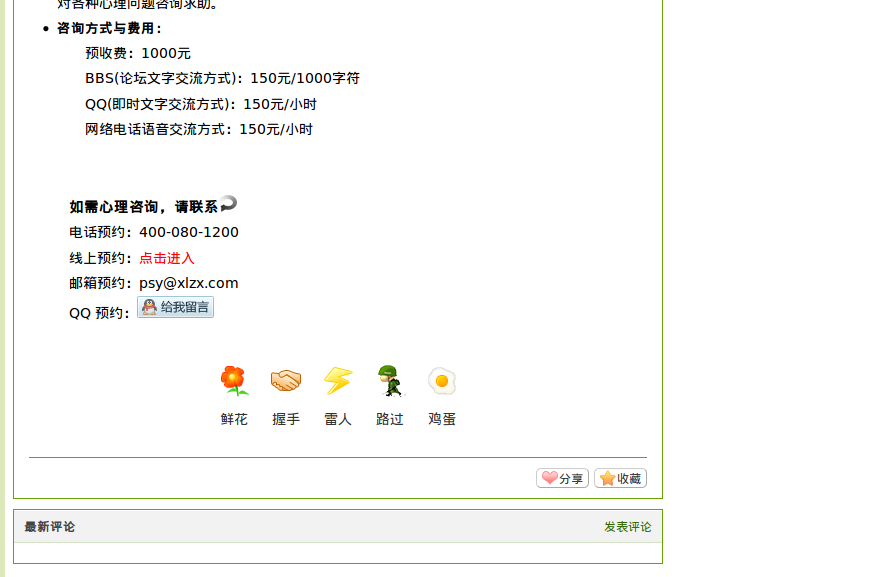 对各种心理问题咨询求助。
• 咨询方式与费用：
预收费：1000元
BBS(论坛文字交流方式)：150元/1000字符
QQ(即时文字交流方式)：150元/小时
网络电话语音交流方式：150元/小时
如需心理咨询，请联系
电话预约：400-080-1200
线上预约：点击进入
邮箱预约：psy@xlzx.com
QQ 预约：给我留言
鲜花 握手 雷人 路过 鸡蛋
分享 收藏
最新评论 发表评论